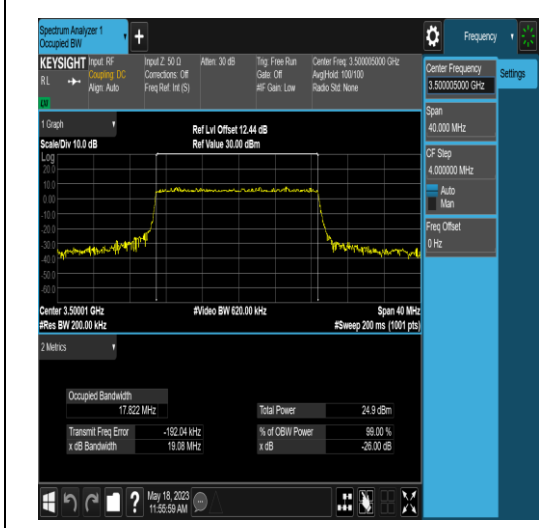 Spectrum Analyzer 1
Occupied BW
Frequency
KEYSIGHT
Input: RF
Coupling: DC
Align: Auto
Input Z: 50 Ω
Corrections: Off
Freq Ref: Int (S)
Atten: 30 dB
Trig: Free Run
Gate: Off
#IF Gain: Low
Center Freq: 3.500005000 GHz
Avg|Hold: 100/100
Radio Std: None
RL
Center Frequency
3.500005000 GHz
Settings
Span
40.000 MHz
CF Step
4.000000 MHz
Auto
Man
Freq Offset
0 Hz
1 Graph
Scale/Div 10.0 dB
Ref Lvl Offset 12.44 dB
Ref Value 30.00 dBm
Log
20.0
10.0
0.00
-10.0
-20.0
-30.0
-40.0
-50.0
-60.0
Center 3.50001 GHz
#Video BW 620.00 kHz
Span 40 MHz
#Res BW 200.00 kHz
#Sweep 200 ms (1001 pts)
2 Metrics
Occupied Bandwidth
17.822 MHz
Total Power
24.9 dBm
Transmit Freq Error
-192.04 kHz
% of OBW Power
99.00 %
x dB Bandwidth
19.08 MHz
x dB
-26.00 dB
May 18, 2023
11:55:59 AM